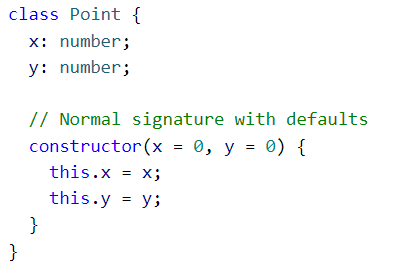 class Point {
  x: number;
  y: number;

  // Normal signature with defaults
  constructor(x = 0, y = 0) {
    this.x = x;
    this.y = y;
  }
}